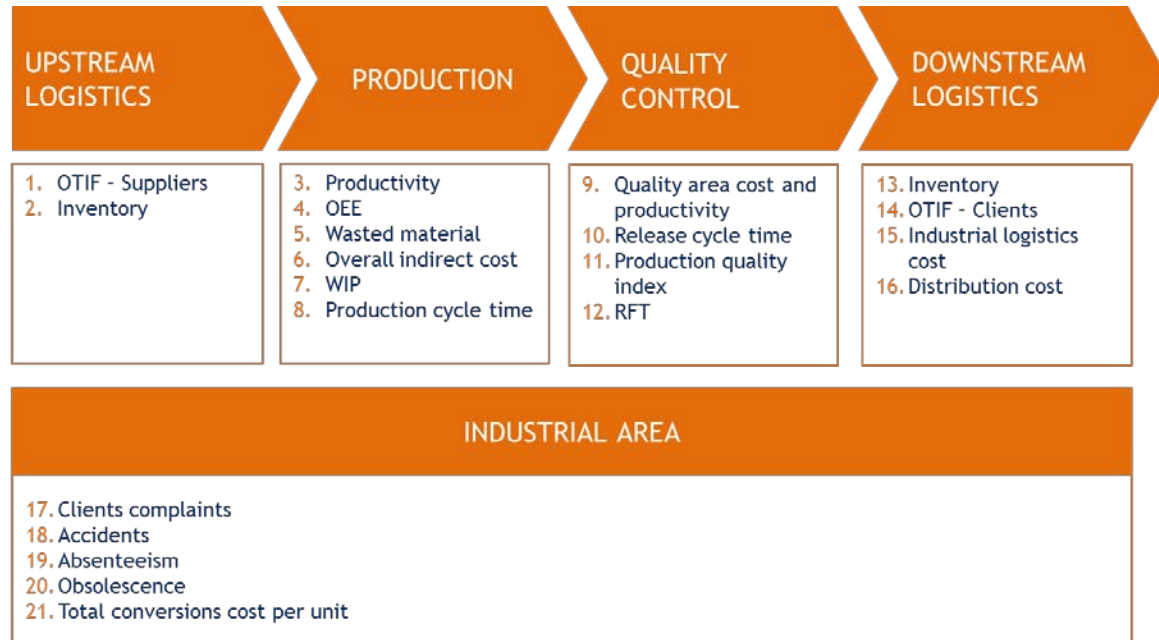 UPSTREAM
LOGISTICS
PRODUCTION
QUALITY
CONTROL
DOWNSTREAM
LOGISTICS
1. OTIF - Suppliers
2. Inventory
3. Productivity
4. OEE
5. Wasted material
6. Overall indirect cost
7. WIP
8. Production cycle time
9. Quality area cost and
productivity
10. Release cycle time
11. Production quality
index
12. RFT
13. Inventory
14. OTIF - Clients
15. Industrial logistics
cost
16. Distribution cost
INDUSTRIAL AREA
17. Clients complaints
18. Accidents
19. Absenteeism
20. Obsolescence
21. Total conversions cost per unit